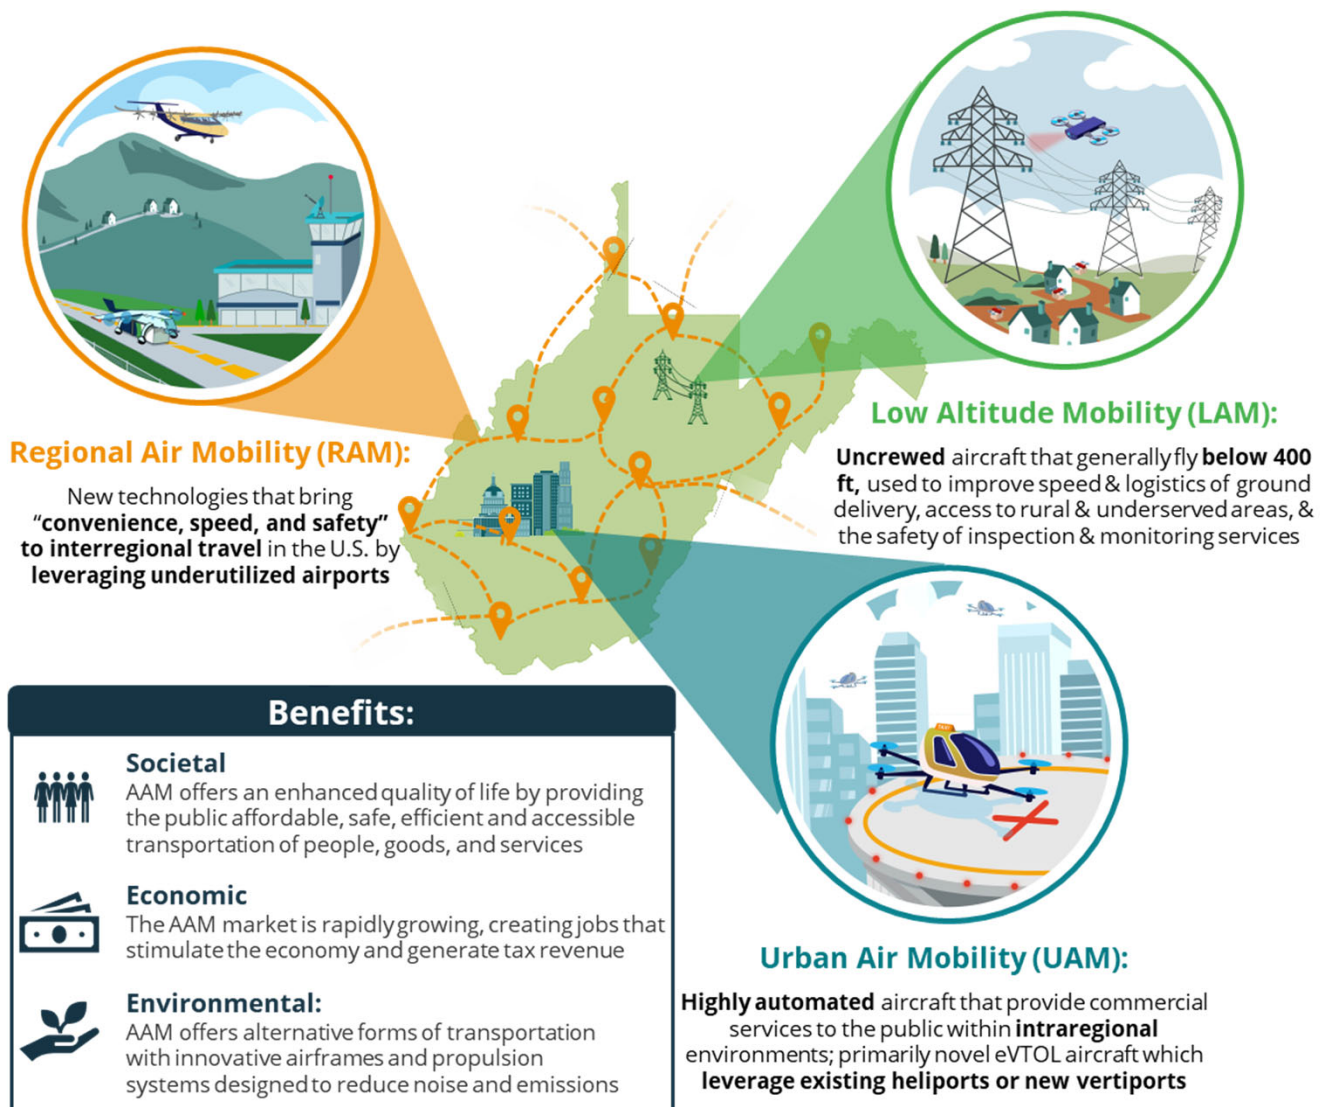 Regional Air Mobility (RAM):
New technologies that bring
“convenience, speed, and safety”
to interregional travel in the U.S. by
leveraging underutilized airports
Low Altitude Mobility (LAM):
Uncrewed aircraft that generally fly below 400
ft, used to improve speed & logistics of ground
delivery, access to rural & underserved areas, &
the safety of inspection & monitoring services
Benefits:
Societal
AAM offers an enhanced quality of life by providing
the public affordable, safe, efficient and accessible
transportation of people, goods, and services
Economic
The AAM market is rapidly growing, creating jobs that
stimulate the economy and generate tax revenue
Environmental:
AAM offers alternative forms of transportation
with innovative airframes and propulsion
systems designed to reduce noise and emissions
TAXI
Urban Air Mobility (UAM):
Highly automated aircraft that provide commercial
services to the public within intraregional
environments; primarily novel eVTOL aircraft which
leverage existing heliports or new vertiports